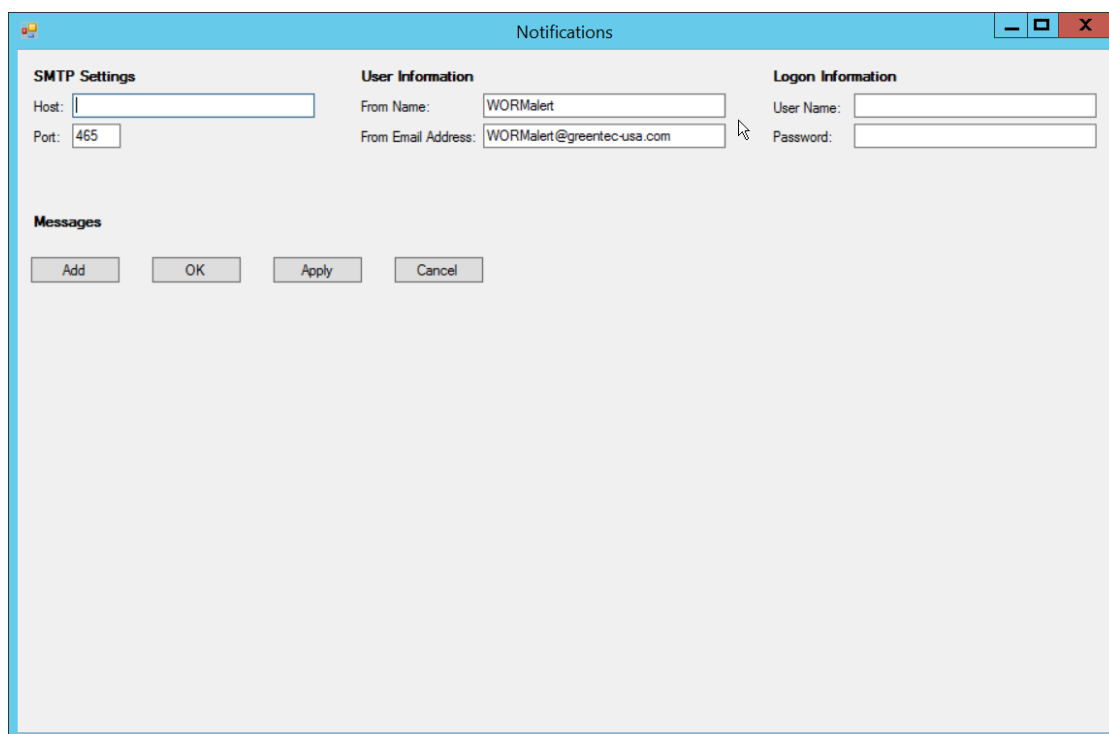 Notifications
SMTP Settings
Host:
Port: 465
User Information
From Name: WORMalert
From Email Address: WORMalert@greentec-usa.com
Logon Information
User Name:
Password:
Messages
Add OK Apply Cancel